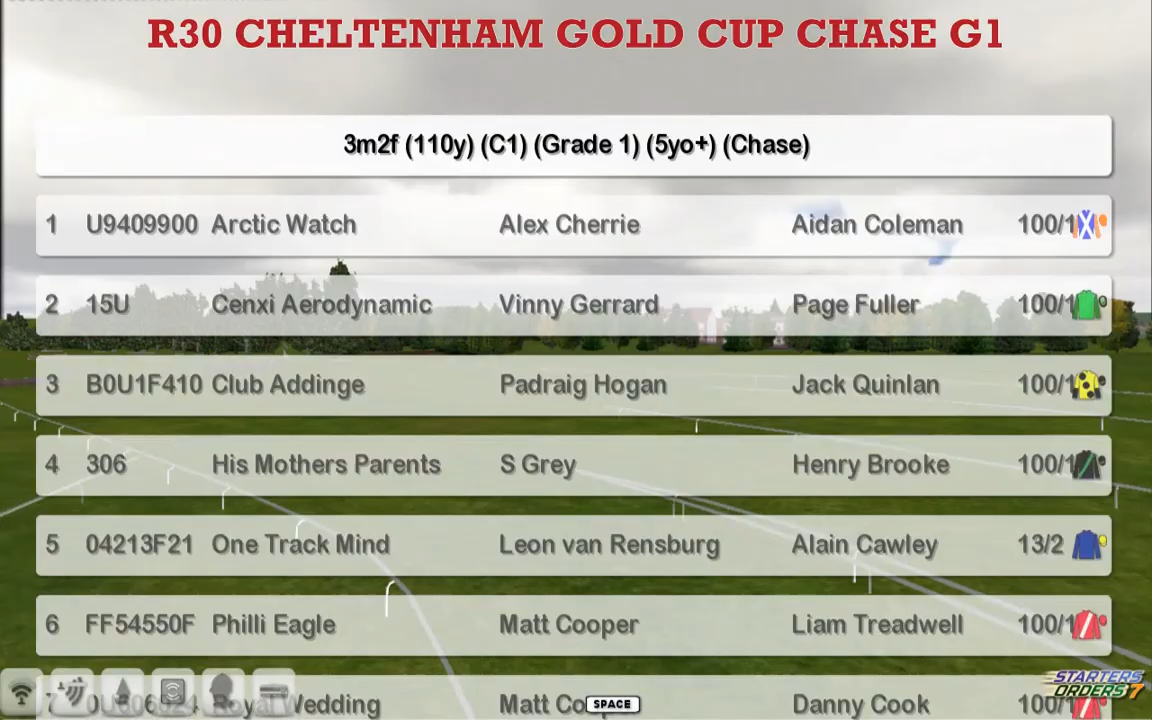 R30 CHELTENHAM GOLD CUP CHASE G1
3m2f (110y) (C1) (Grade 1) (5yo+) (Chase)
1 U9409900 Arctic Watch Alex Cherrie Aidan Coleman 100/1
2 15U Cenxi Aerodynamic Vinny Gerrard Page Fuller 100/1
3 B0U1F410 Club Addinge Padraig Hogan Jack Quinlan 100/1
4 306 His Mothers Parents S Grey Henry Brooke 100/1
5 04213F21 One Track Mind Leon van Rensburg Alain Cawley 13/2
6 FF54550F Philli Eagle Matt Cooper Liam Treadwell 100/1
7 Royal Wedding Matt Danny Cook 100/1
SPACE
STARTERS ORDERS 7